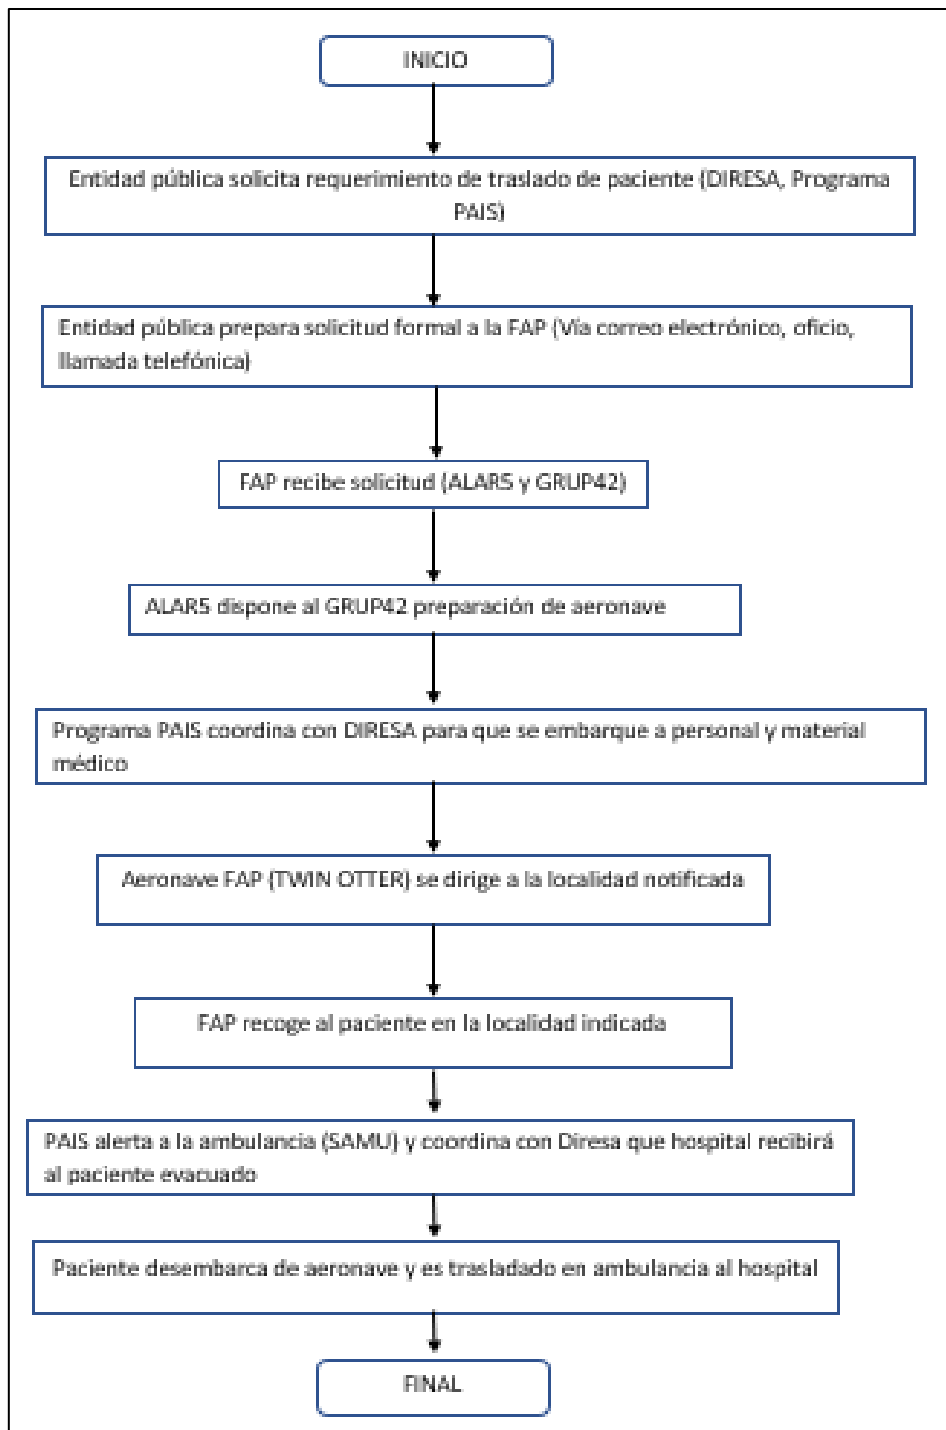 INICIO
Entidad pública solicita requerimiento de traslado de paciente (DIRESA, Programa
PAIS)
Entidad pública prepara solicitud formal a la FAP (Vía correo electrónico, oficio,
llamada telefónica)
FAP recibe solicitud (ALAR5 y GRUP42)
ALAR5 dispone al GRUP42 preparación de aeronave
Programa PAIS coordina con DIRESA para que se embarque a personal y material
médico
Aeronave FAP (TWIN OTTER) se dirige a la localidad notificada
FAP recoge al paciente en la localidad indicada
PAIS alerta a la ambulancia (SAMU) y coordina con Diresa que hospital recibirá
al paciente evacuado
Paciente desembarca de aeronave y es trasladado en ambulancia al hospital
FINAL